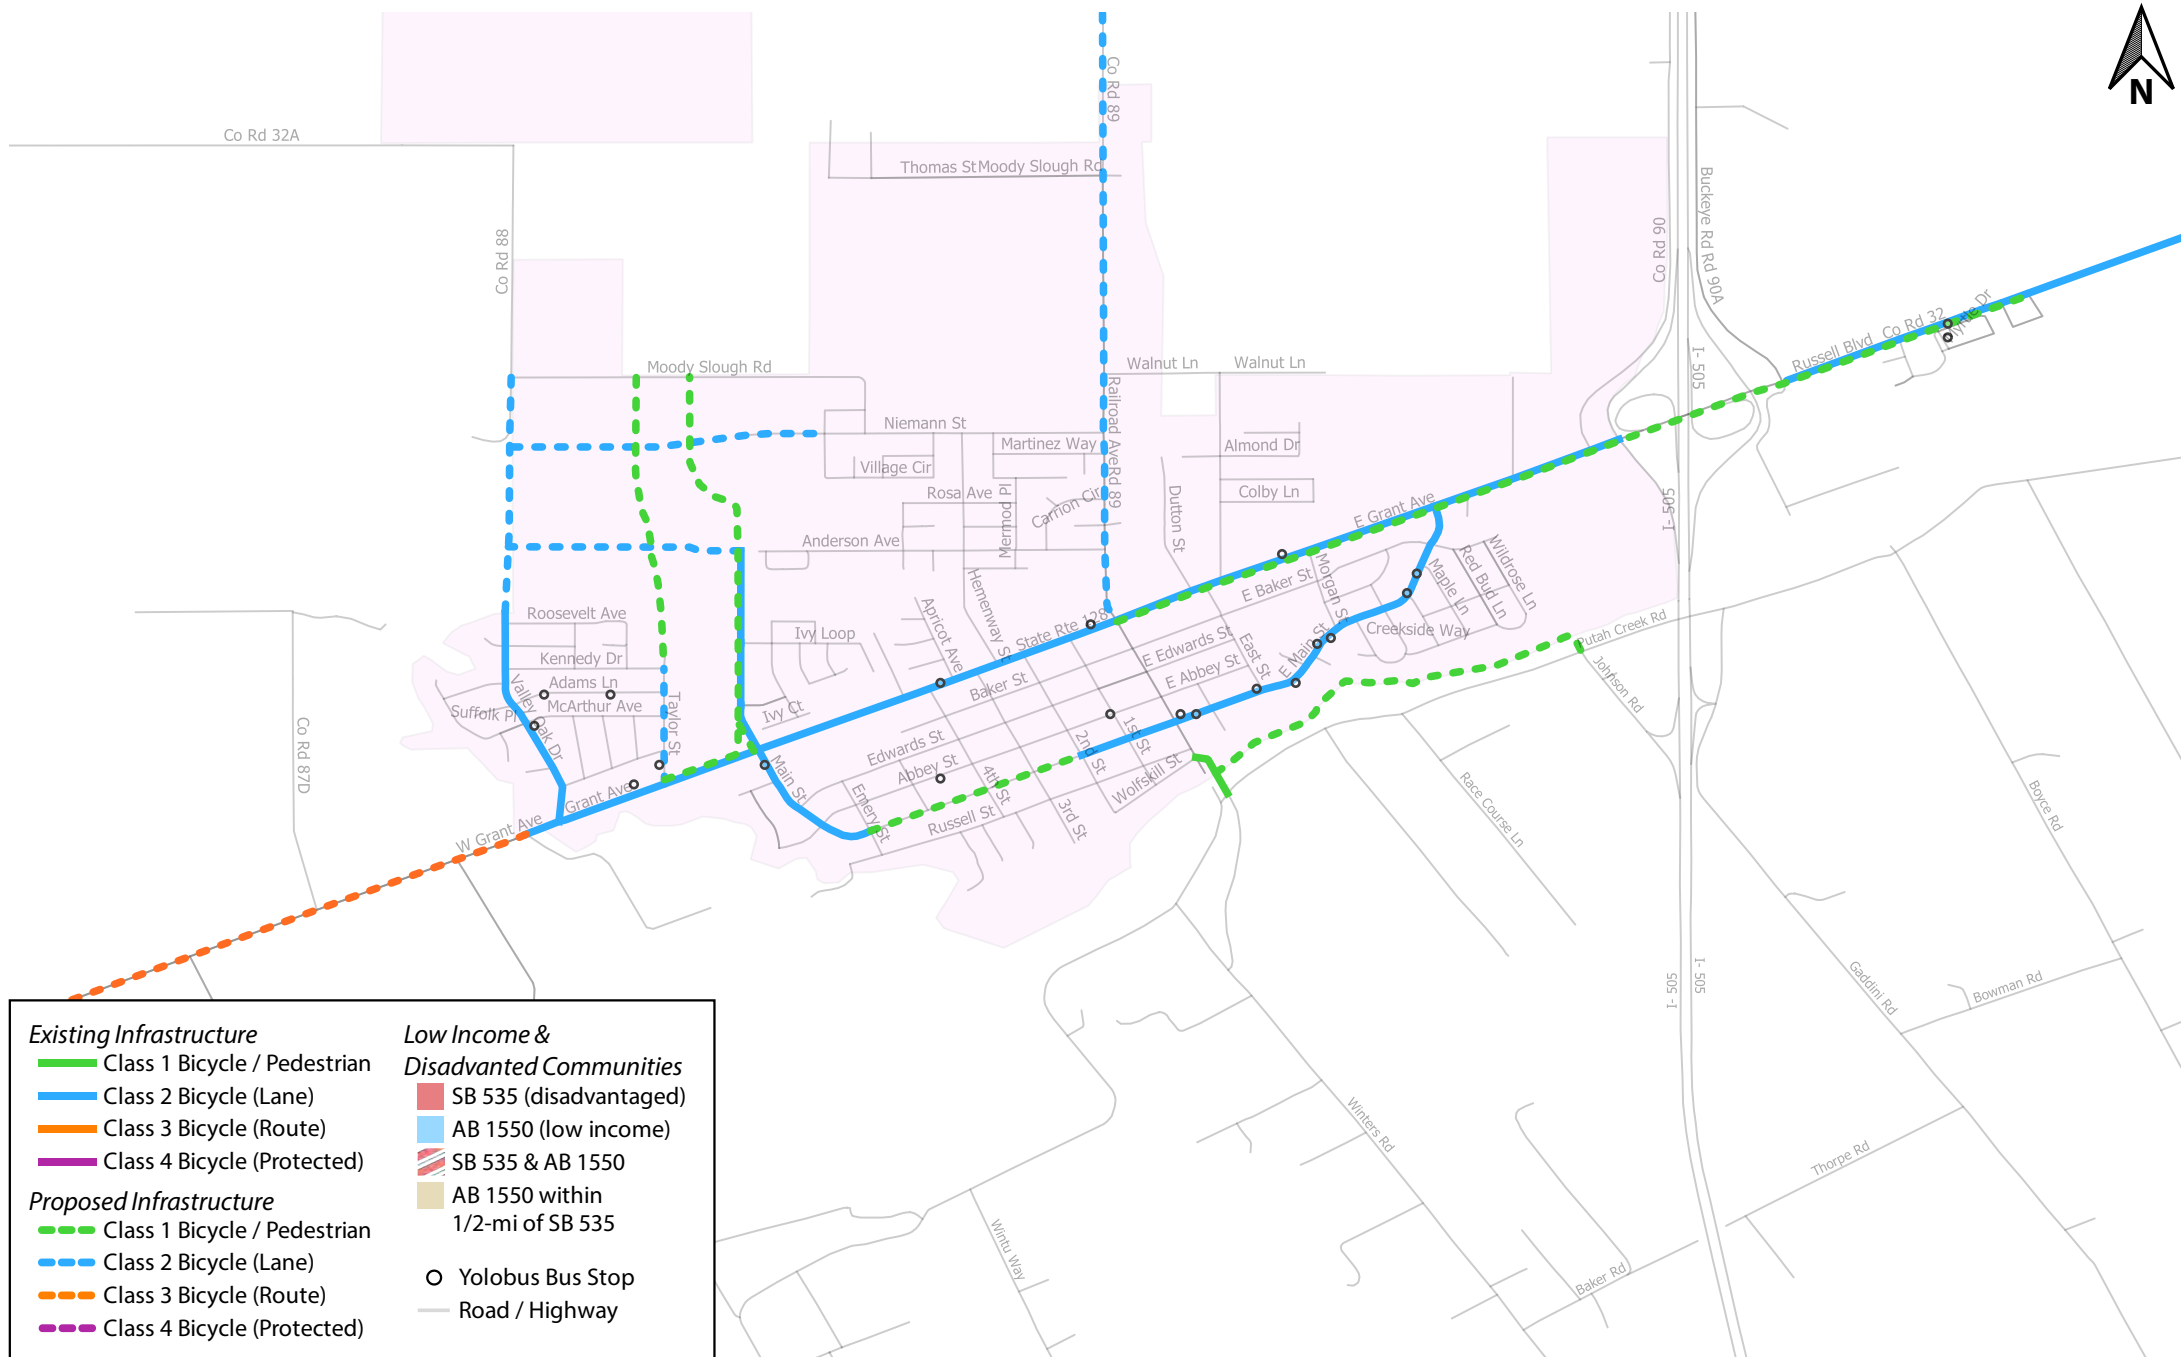 N
Co Rd 89
Co Rd 32A
Thomas St
Moody Slough Rd
Buckeye Rd
Rd 90A
Co Rd 90
Co Rd 88
Myrtle Dr
Co Rd 32
Russell Blvd
I- 505
Moody Slough Rd
Walnut Ln
Walnut Ln
Railroad Ave
Rd 89
Niemann St
Martinez Way
Almond Dr
Village Cir
Rosa Ave
Mermod Pl
Carrion Cir
Colby Ln
Dutton St
E Grant Ave
I-505
Anderson Ave
Wildrose Ln
Red Bud Ln
Maple Ln
Morgan St
E Baker St
Hemenway St
Apricot Ave
Roosevelt Ave
Ivy Loop
State Rte 128
Creekside Way
Putah Creek Rd
E Main St
East St
E Edwards St
E Abbey St
Kennedy Dr
Adams Ln
McArthur Ave
Suffolk Pl
Valley Oak Dr
Taylor St
Baker St
Ivy Ct
Johnson Rd
Co Rd 87D
Edwards St
Abbey St
1st St
2nd St
Main St
Emery St
4th St
3rd St
Wolfskill St
Russell St
Grant Ave
W Grant Ave
Race Course Ln
Boyce Rd
Gaddini Rd
Bowman Rd
I- 505
I- 505
Winters Rd
Thorpe Rd
Wintu Way
Baker Rd
Existing Infrastructure
Class 1 Bicycle / Pedestrian
Class 2 Bicycle (Lane)
Class 3 Bicycle (Route)
Class 4 Bicycle (Protected)
Proposed Infrastructure
Class 1 Bicycle / Pedestrian
Class 2 Bicycle (Lane)
Class 3 Bicycle (Route)
Class 4 Bicycle (Protected)
Low Income &
Disadvanted Communities
SB 535 (disadvantaged)
AB 1550 (low income)
SB 535 & AB 1550
AB 1550 within
1/2-mi of SB 535
Yolobus Bus Stop
Road / Highway